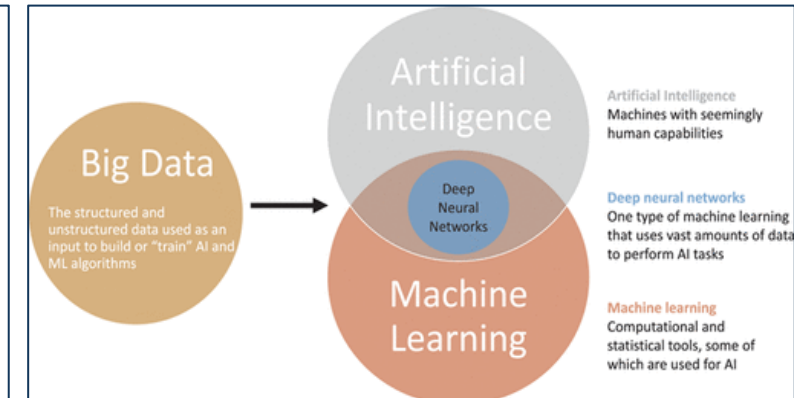 Big Data
The structured and
unstructured data used as an
input to build or “train” AI and
ML algorithms
Artificial
Intelligence
Deep
Neural
Networks
Machine
Learning
Artificial Intelligence
Machines with seemingly
human capabilities
Deep neural networks
One type of machine learning
that uses vast amounts of data
to perform AI tasks
Machine learning
Computational and
statistical tools, some of
which are used for AI